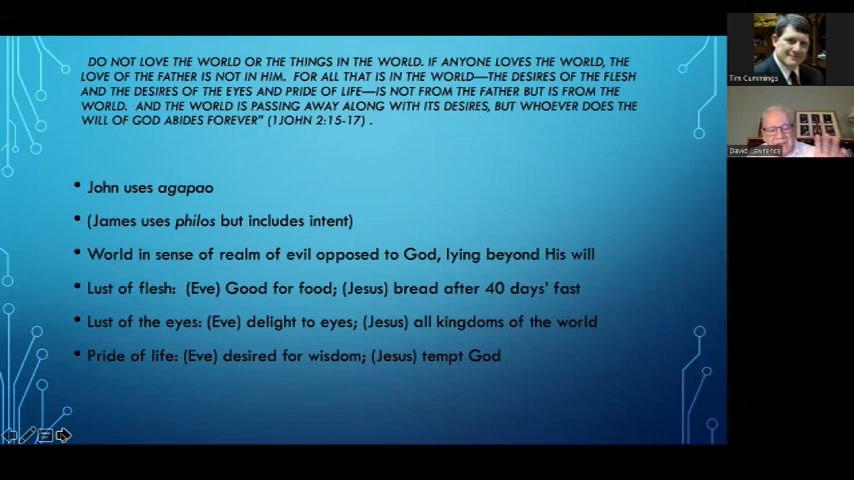 DO NOT LOVE THE WORLD OR THE THINGS IN THE WORLD. IF ANYONE LOVES THE WORLD, THE
LOVE OF THE FATHER IS NOT IN HIM. FOR ALL THAT IS IN THE WORLD—THE DESIRES OF THE FLESH
AND THE DESIRES OF THE EYES AND PRIDE OF LIFE—IS NOT FROM THE FATHER BUT IS FROM THE
WORLD. AND THE WORLD IS PASSING AWAY ALONG WITH ITS DESIRES, BUT WHOEVER DOES THE
WILL OF GOD ABIDES FOREVER" (1JOHN 2:15-17) .
• John uses agapao
• (James uses philos but includes intent)
• World in sense of realm of evil opposed to God, lying beyond His will
• Lust of flesh: (Eve) Good for food; (Jesus) bread after 40 days' fast
• Lust of the eyes: (Eve) delight to eyes; (Jesus) all kingdoms of the world
• Pride of life: (Eve) desired for wisdom; (Jesus) tempt God
Tim Cummings
David Lawrence